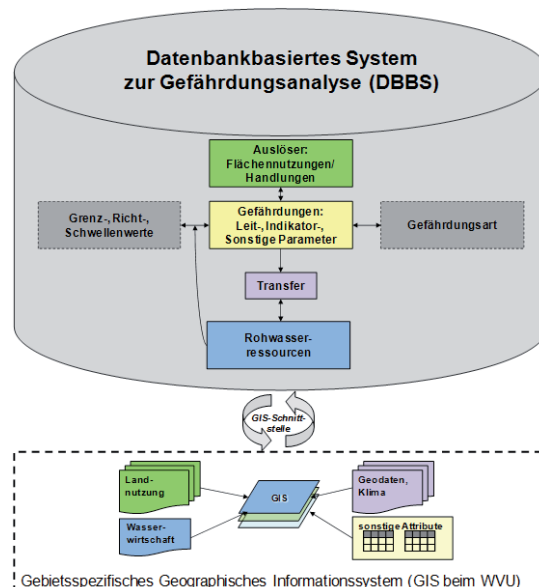 Datenbankbasiertes System
zur Gefährdungsanalyse (DBBS)
Auslöser:
Flächennutzungen/
Handlungen
Grenz-, Richt-,
Schwellenwerte
Gefährdungen:
Leit-, Indikator-,
Sonstige Parameter
Gefährdungsart
Transfer
Rohwasser-
ressourcen
GIS-Schnitt-
stelle
Land-
nutzung
GIS
Geodaten,
Klima
Wasser-
wirtschaft
sonstige Attribute
Gebietsspezifisches Geographisches Informationssystem (GIS beim WVU)